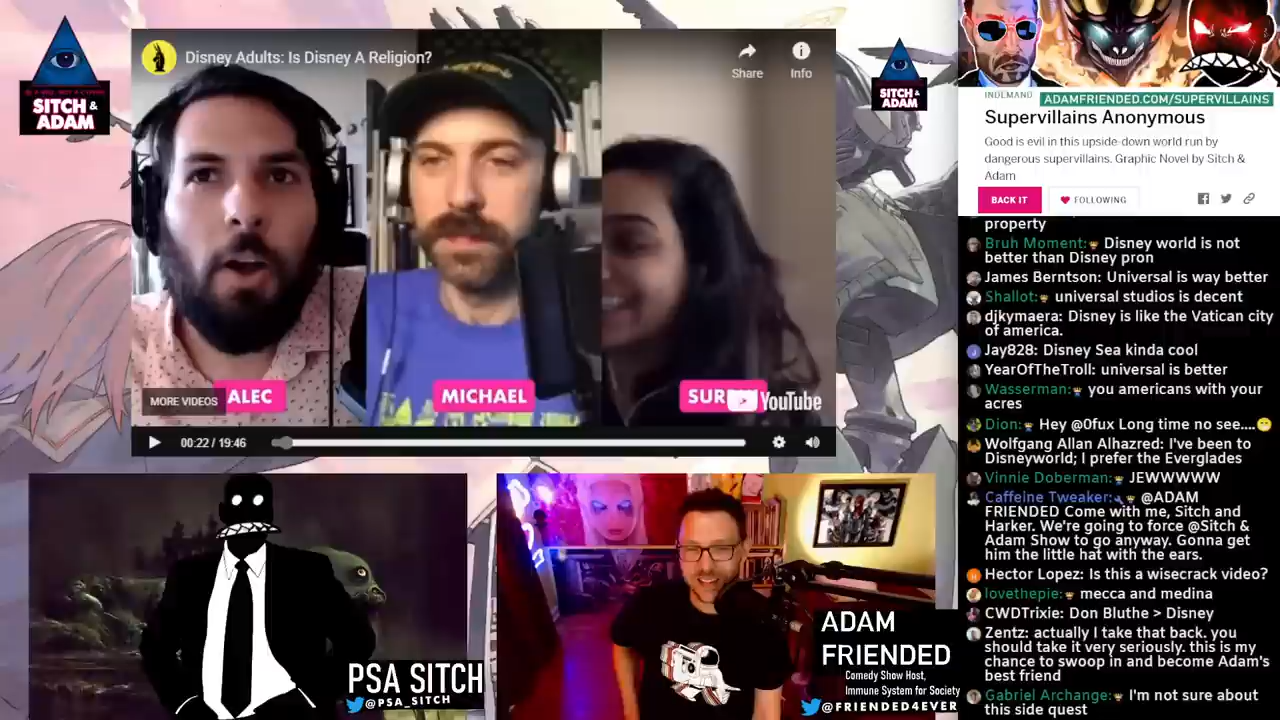 Disney Adults: Is Disney A Religion?
Share
Info
SITCH &
ADAM
SITCH &
ADAM
MORE VIDEOS
ALEC
MICHAEL
SUR
YouTube
00:22 / 19:46
PSA SITCH
@PSA_SITCH
ADAM
FRIENDED
Comedy Show Host,
Immune System for Society
@FRIENDED4EVER
INDEMAND
ADAMFRIENDED.COM/SUPERVILLAINS
Supervillains Anonymous
Good is evil in this upside-down world run by
dangerous supervillains. Graphic Novel by Sitch &
Adam
BACK IT
FOLLOWING
property
Bruh Moment: Disney world is not
better than Disney pron
James Berntson: Universal is way better
Shallot: universal studios is decent
djkymaera: Disney is like the Vatican city
of america.
Jay828: Disney Sea kinda cool
YearOfTheTroll: universal is better
Wasserman: you americans with your
acres
Dion: Hey @0fux Long time no see....😁
Wolfgang Allan Alhazred: I've been to
Disneyworld; I prefer the Everglades
Vinnie Doberman: JEWWWWW
Caffeine Tweaker: @ADAM
FRIENDED Come with me, Sitch and
Harker. We're going to force @Sitch &
Adam Show to go anyway. Gonna get
him the little hat with the ears.
Hector Lopez: Is this a wisecrack video?
lovethepie: mecca and medina
CWDTrixie: Don Bluthe > Disney
Zentz: actually I take that back. you
should take it very seriously. this is my
chance to swoop in and become Adam's
best friend
Gabriel Archange: I'm not sure about
this side quest